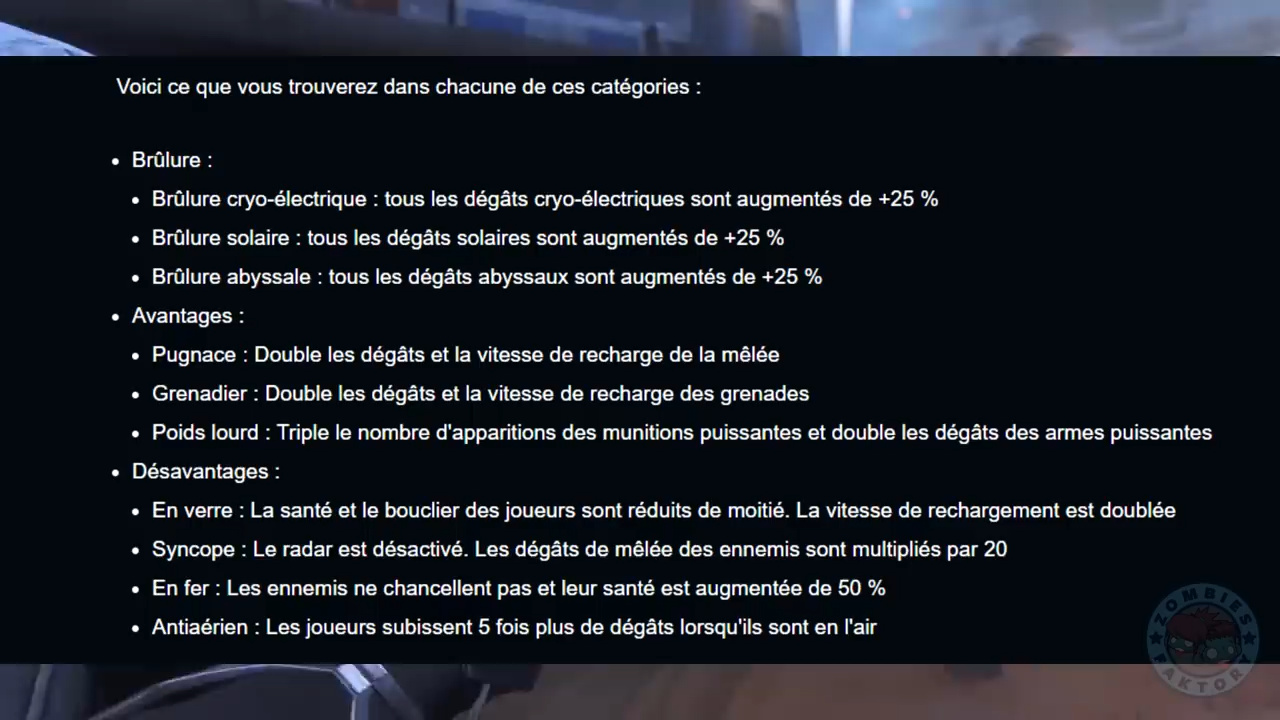 Voici ce que vous trouverez dans chacune de ces catégories :
• Brûlure :
• Brûlure cryo-électrique : tous les dégâts cryo-électriques sont augmentés de +25 %
• Brûlure solaire : tous les dégâts solaires sont augmentés de +25 %
• Brûlure abyssale : tous les dégâts abyssaux sont augmentés de +25 %
• Avantages :
• Pugnace : Double les dégâts et la vitesse de recharge de la mêlée
• Grenadier : Double les dégâts et la vitesse de recharge des grenades
• Poids lourd : Triple le nombre d'apparitions des munitions puissantes et double les dégâts des armes puissantes
• Désavantages :
• En verre : La santé et le bouclier des joueurs sont réduits de moitié. La vitesse de rechargement est doublée
• Syncope : Le radar est désactivé. Les dégâts de mêlée des ennemis sont multipliés par 20
• En fer : Les ennemis ne chancellent pas et leur santé est augmentée de 50 %
• Antiaérien : Les joueurs subissent 5 fois plus de dégâts lorsqu'ils sont en l'air
ZOMBIES
FAKTORY